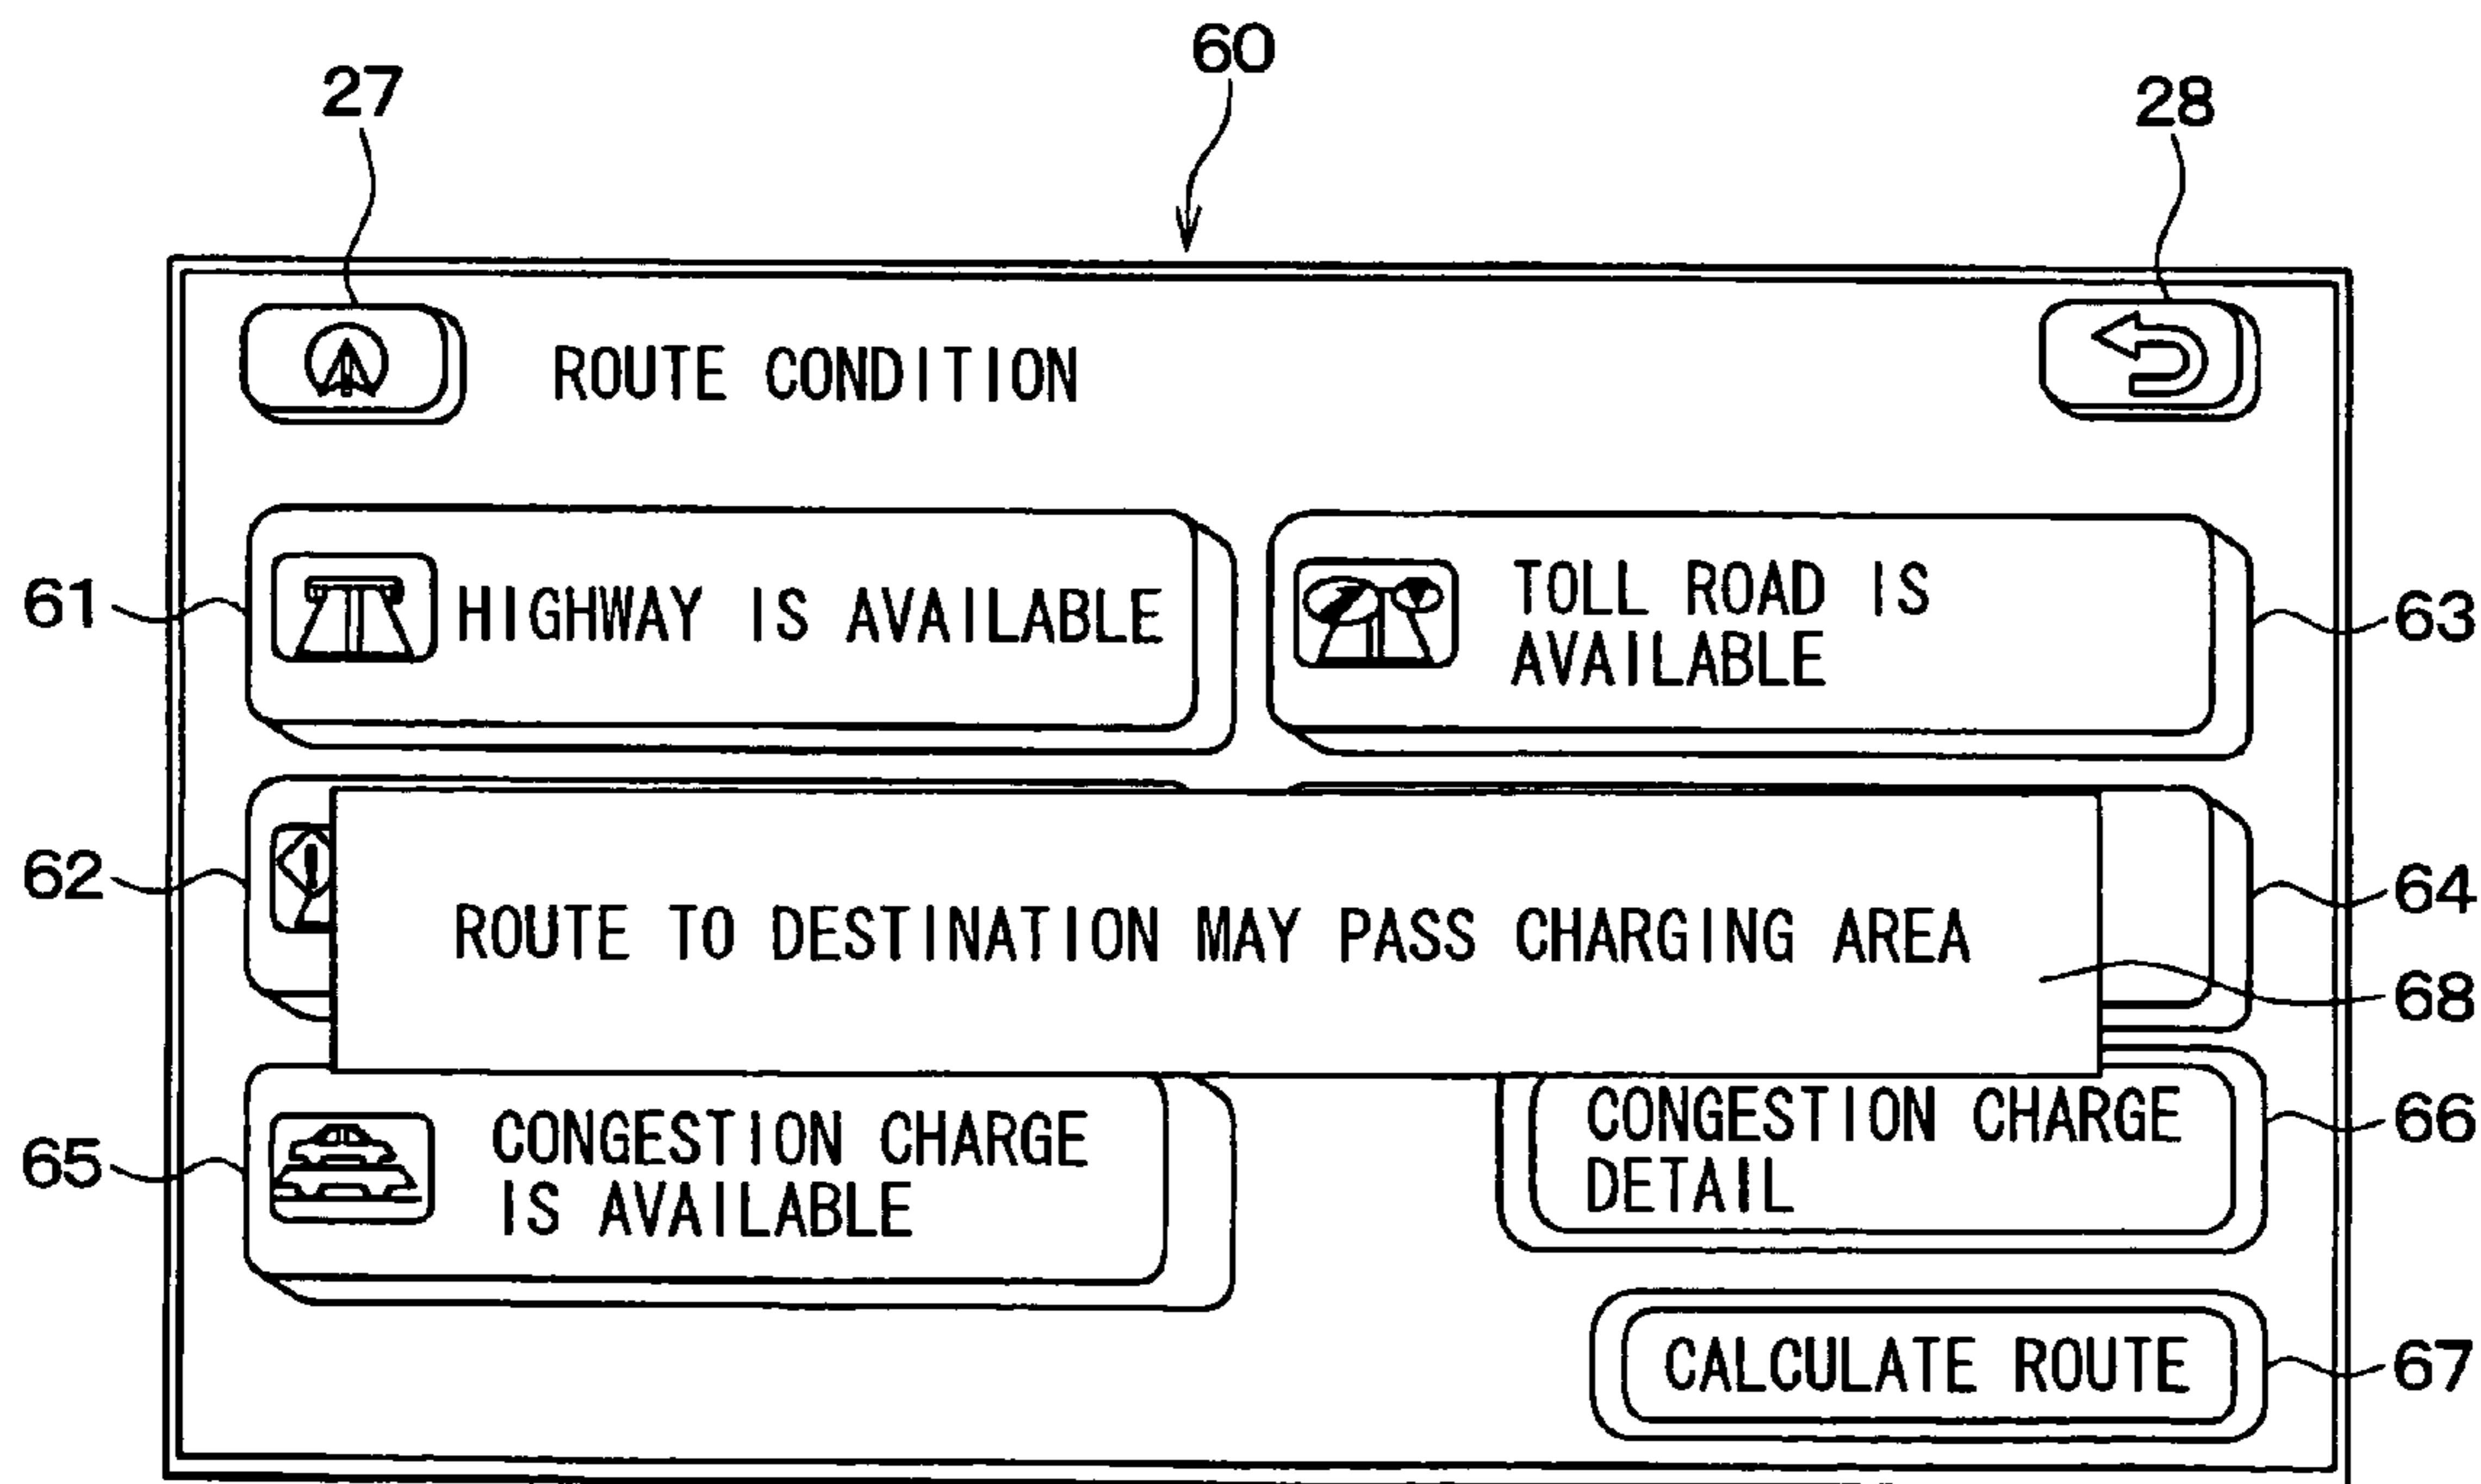 60
27
28
ROUTE CONDITION
61
HIGHWAY IS AVAILABLE
TOLL ROAD IS
AVAILABLE
63
62
ROUTE TO DESTINATION MAY PASS CHARGING AREA
64
68
65
CONGESTION CHARGE
IS AVAILABLE
CONGESTION CHARGE
DETAIL
66
CALCULATE ROUTE
67